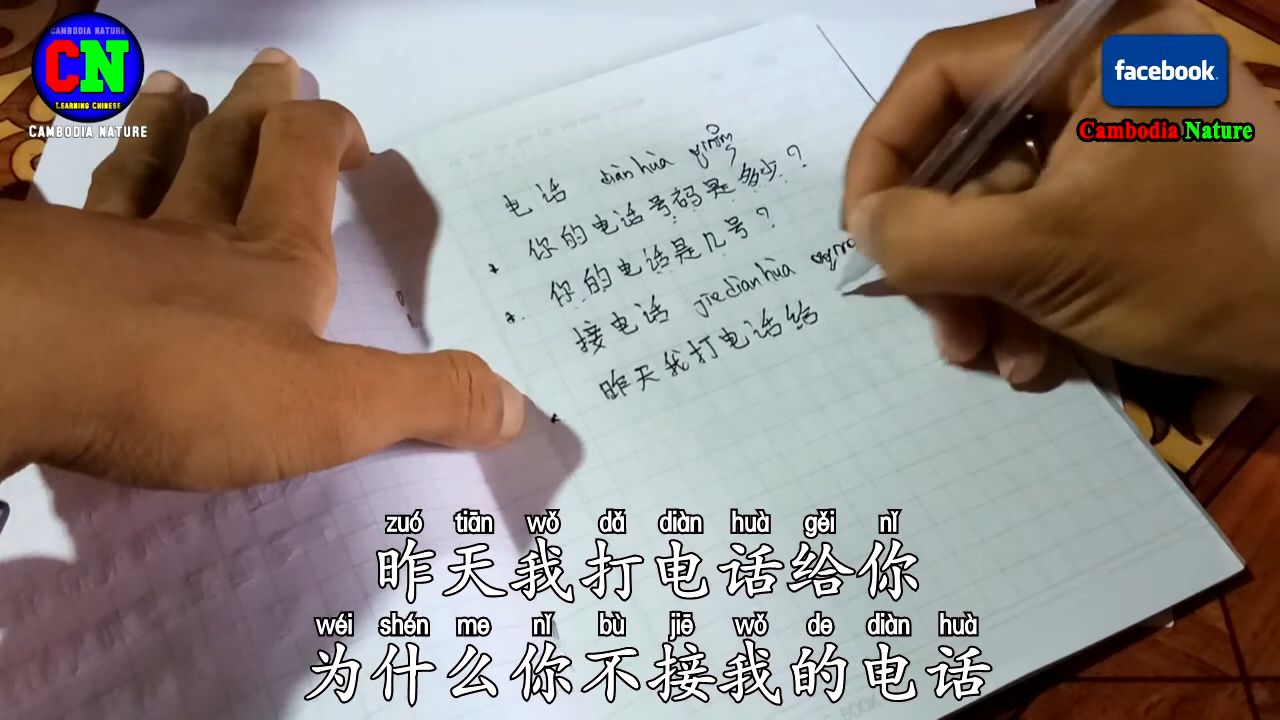 CAMBODIA NATURE
CN
LEARNING CHINESE
CAMBODIA NATURE
facebook
Cambodia Nature
电话 diànhuà
你的电话号码是多少?
你的电话是几号?
接电话 jiēdiànhùa
昨天我打电话给
zuó tiān wǒ dǎ diàn huà gěi nǐ
昨天我打电话给你
wéi shén me nǐ bù jiē wǒ de diàn huà
为什么你不接我的电话